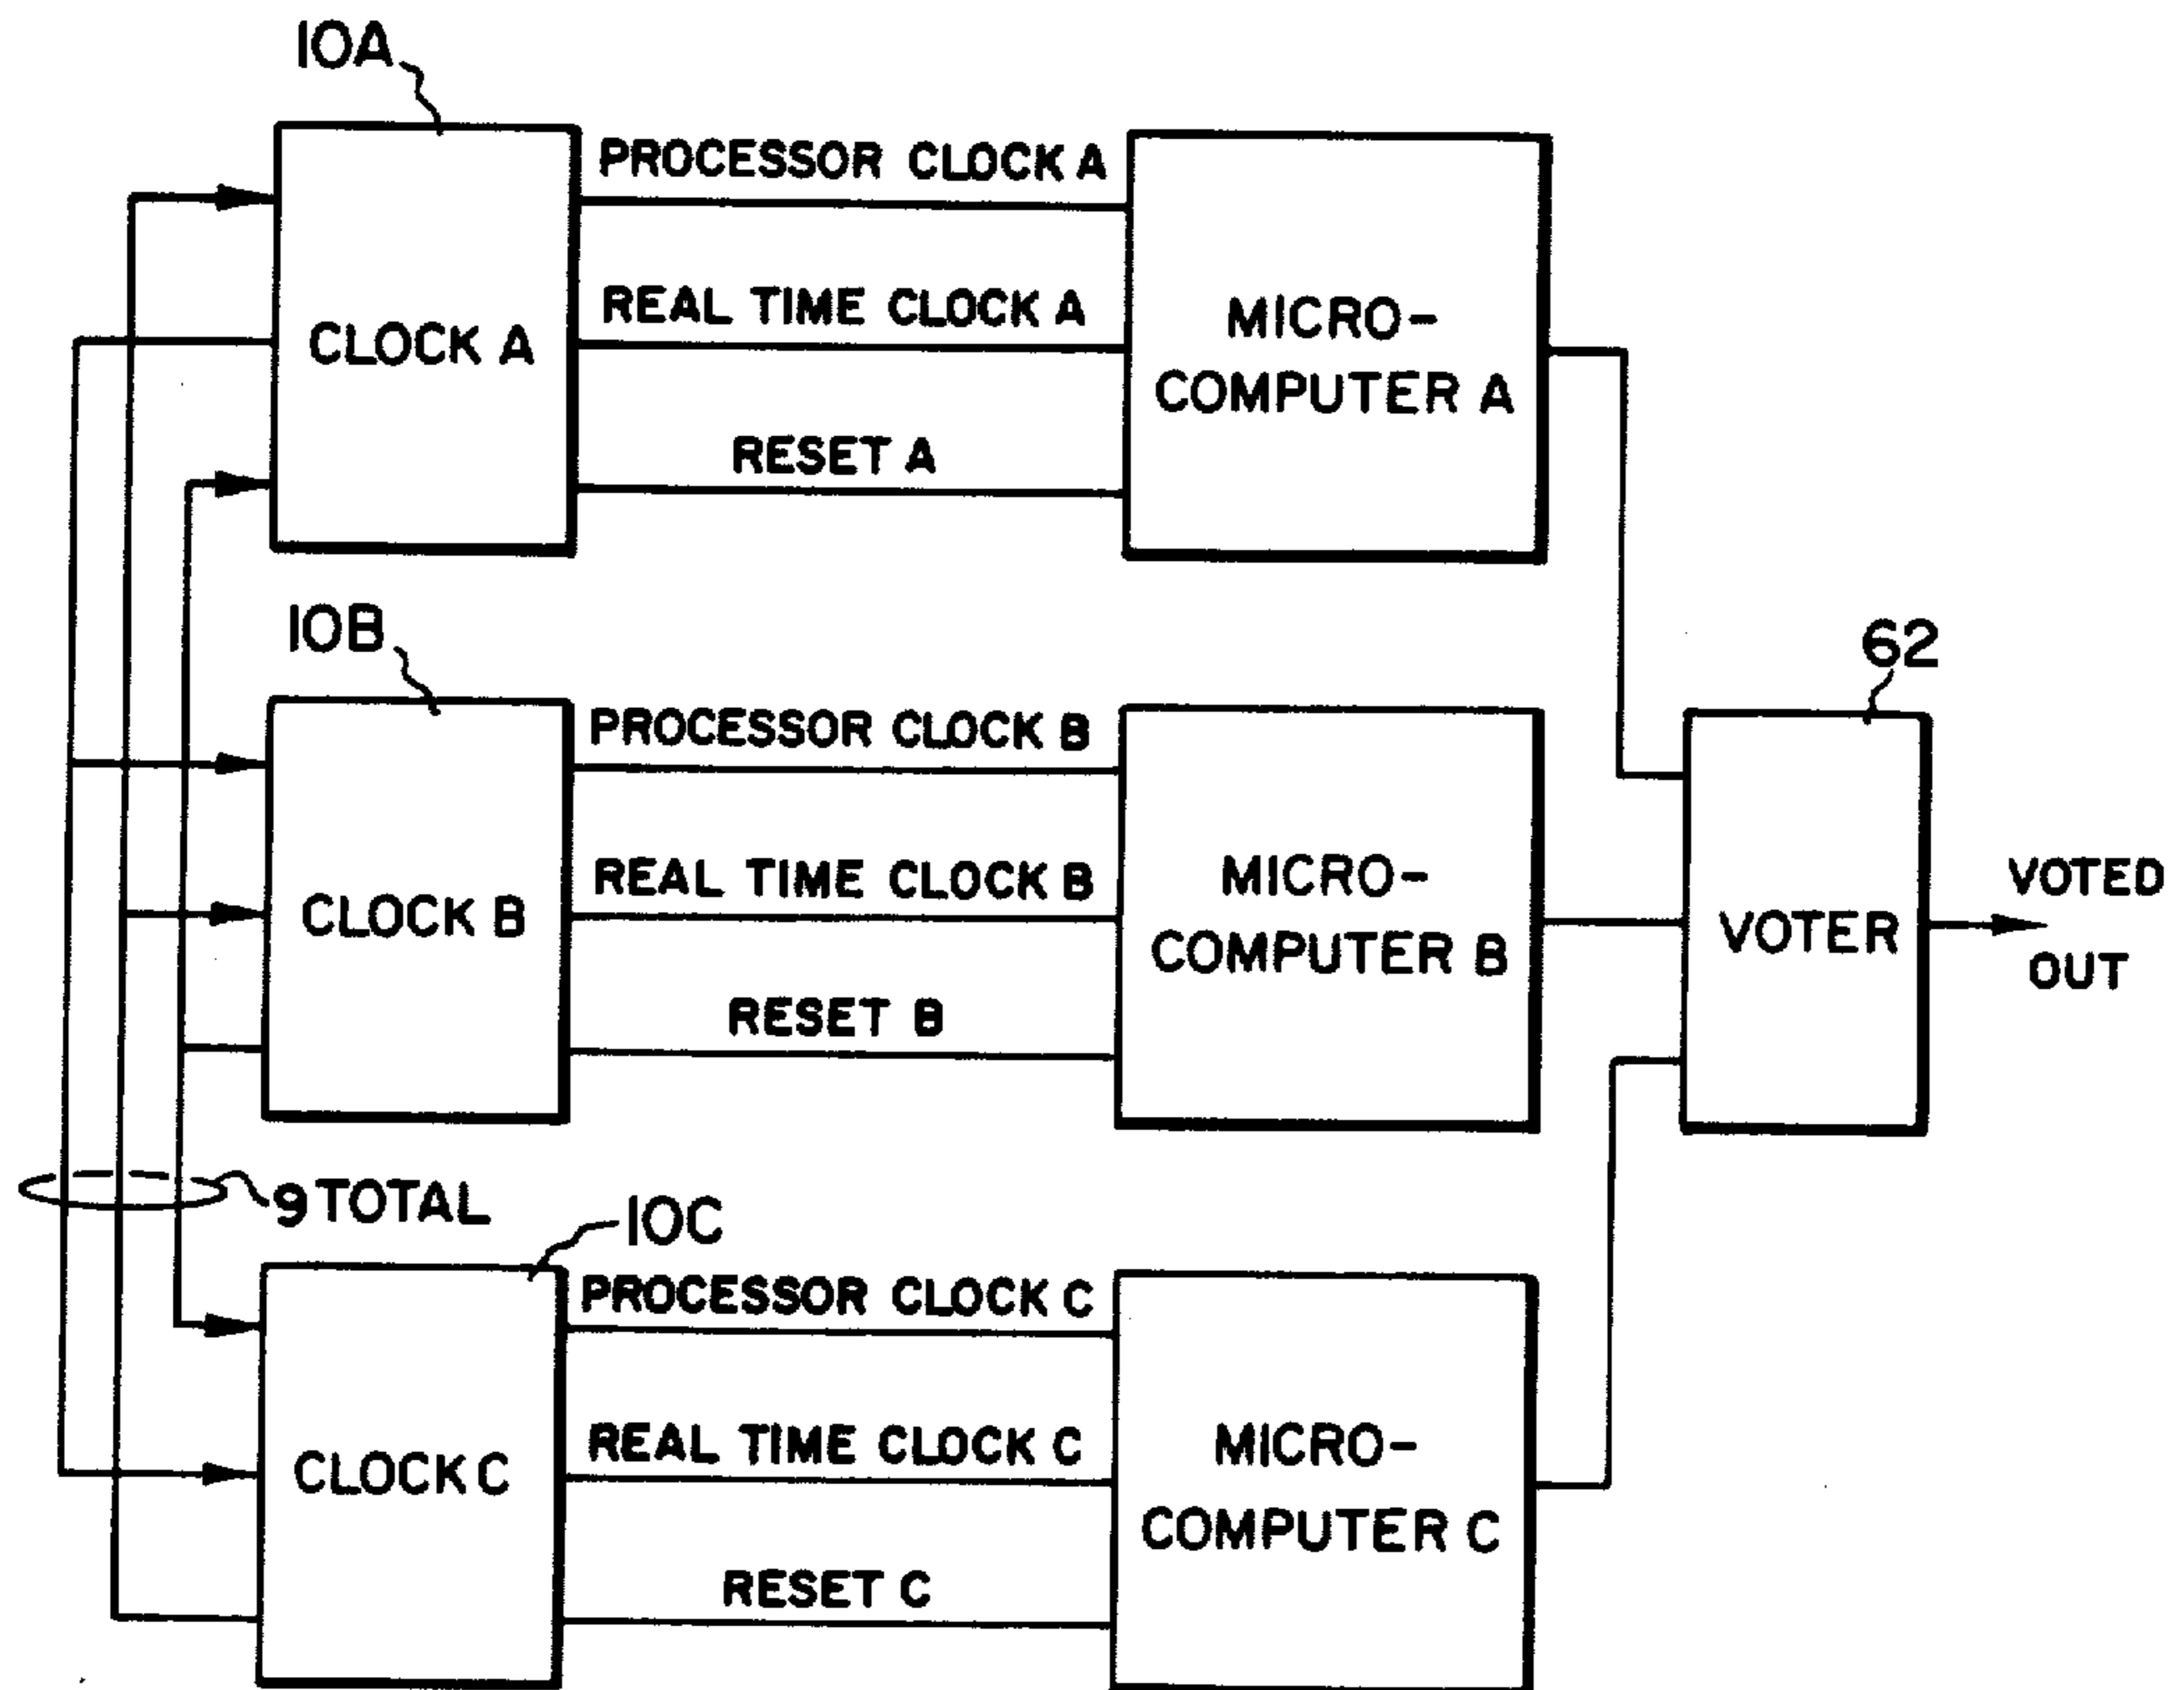 10A
PROCESSOR CLOCK A
REAL TIME CLOCK A
CLOCK A
MICRO-
COMPUTER A
RESET A
10B
62
PROCESSOR CLOCK B
REAL TIME CLOCK B
CLOCK B
MICRO-
COMPUTER B
VOTER
VOTED
OUT
RESET B
9 TOTAL
10C
PROCESSOR CLOCK C
REAL TIME CLOCK C
CLOCK C
MICRO-
COMPUTER C
RESET C